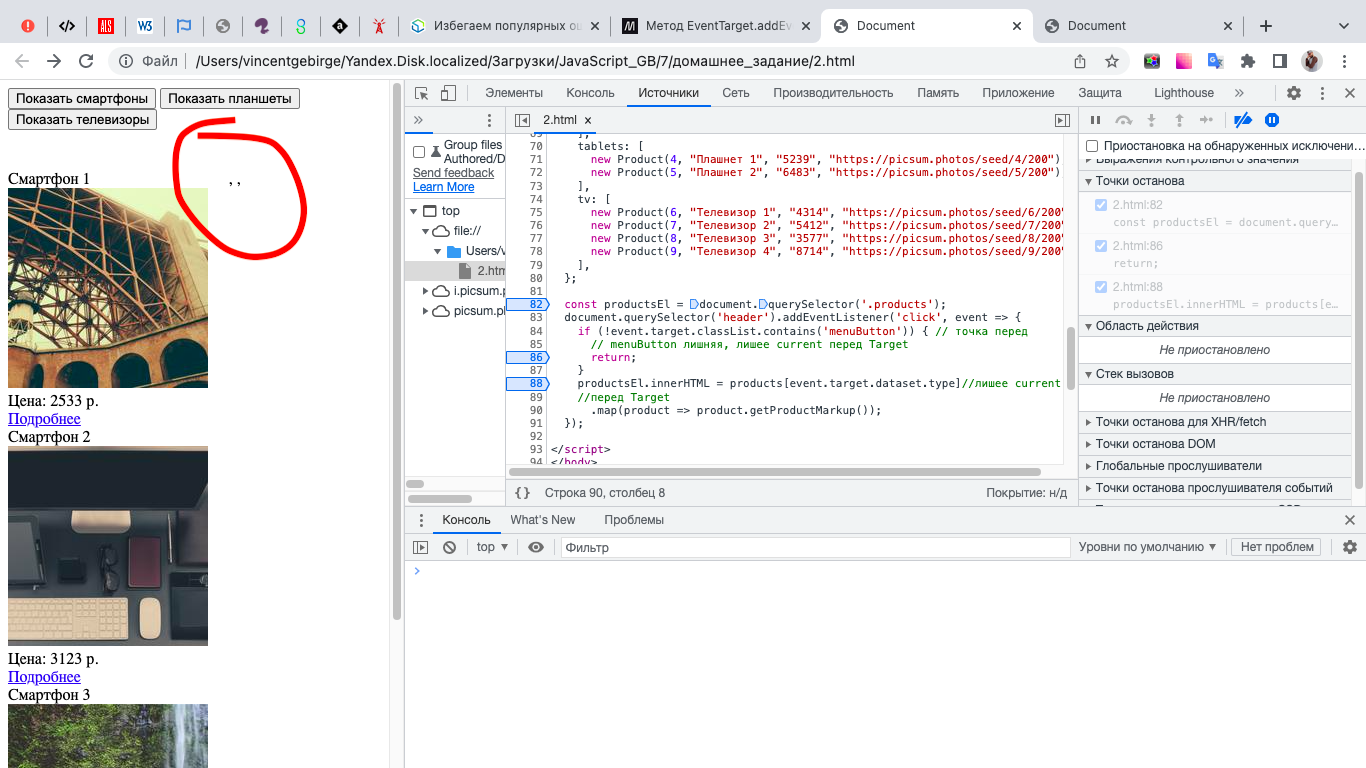 ALS
W3
Избегаем популярных ош
Метод EventTarget.addEv
Document
Document
Файл
/Users/vincentgebirge/Yandex.Disk.localized/Загрузки/JavaScript_GB/7/домашнее_задание/2.html
Показать смартфоны
Показать планшеты
Показать телевизоры
, ,
Смартфон 1
Цена: 2533 р.
Подробнее
Смартфон 2
Цена: 3123 р.
Подробнее
Смартфон 3
Элементы
Консоль
Источники
Сеть
Производительность
Память
Приложение
Защита
Lighthouse
»
»
2.html ×
Group files
Authored/D
Send feedback
Learn More
top
file://
Users/v
2.htm
i.picsum.p
picsum.ph
69 ],
70 tablets: [
71 new Product(4, "Плашнет 1", "5239", "https://picsum.photos/seed/4/200")
72 new Product(5, "Плашнет 2", "6483", "https://picsum.photos/seed/5/200")
73 ],
74 tv: [
75 new Product(6, "Телевизор 1", "4314", "https://picsum.photos/seed/6/200"
76 new Product(7, "Телевизор 2", "5412", "https://picsum.photos/seed/7/200"
77 new Product(8, "Телевизор 3", "3577", "https://picsum.photos/seed/8/200"
78 new Product(9, "Телевизор 4", "8714", "https://picsum.photos/seed/9/200"
79 ],
80 };
81
82 const productsEl = document.querySelector('.products');
83 document.querySelector('header').addEventListener('click', event => {
84 if (!event.target.classList.contains('menuButton')) { // точка перед
85 // menuButton лишняя, лишее current перед Target
86 return;
87 }
88 productsEl.innerHTML = products[event.target.dataset.type]//лишее current
89 //перед Target
90 .map(product => product.getProductMarkup());
91 });
92
93 </script>
94 </body>
{ } Строка 90, столбец 8
Покрытие: н/д
Приостановка на обнаруженных исключени…
Выражения контрольного значения
Точки останова
2.html:82
const productsEl = document.query…
2.html:86
return;
2.html:88
productsEl.innerHTML = products[e…
Область действия
Не приостановлено
Стек вызовов
Не приостановлено
Точки останова для XHR/fetch
Точки останова DOM
Глобальные прослушиватели
Точки останова прослушивателя событий
Консоль
What's New
Проблемы
top
Фильтр
Уровни по умолчанию
Нет проблем